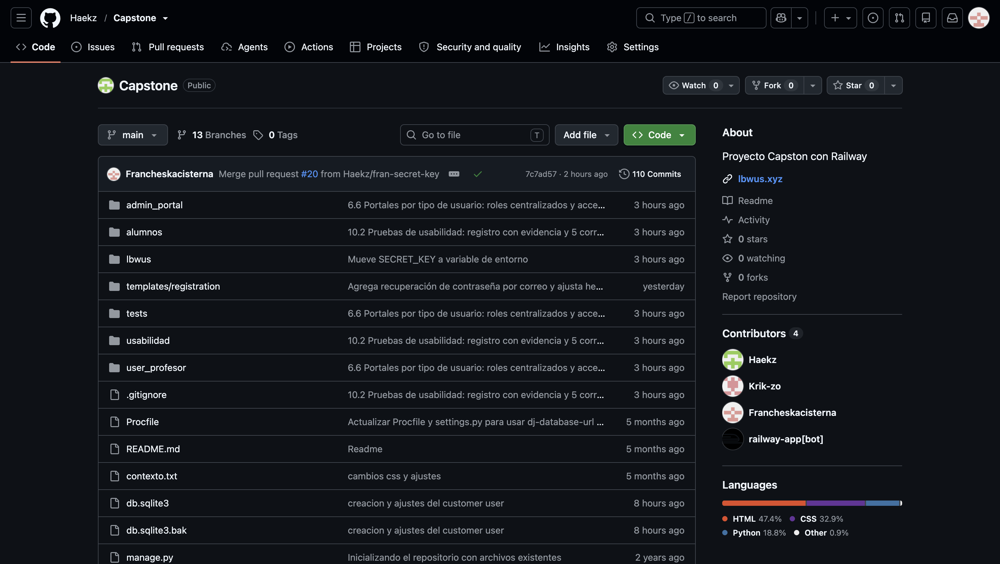 Haekz / Capstone
Type / to search
Code Issues Pull requests Agents Actions Projects Security and quality Insights Settings
Capstone Public
Watch 0 Fork 0 Star 0
main 13 Branches 0 Tags
Go to file T Add file Code
Francheskacisterna Merge pull request #20 from Haekz/fran-secret-key 7c7ad57 · 2 hours ago 110 Commits
admin_portal 6.6 Portales por tipo de usuario: roles centralizados y acce... 3 hours ago
alumnos 10.2 Pruebas de usabilidad: registro con evidencia y 5 corr... 3 hours ago
lbwus Mueve SECRET_KEY a variable de entorno 3 hours ago
templates/registration Agrega recuperación de contraseña por correo y ajusta he... yesterday
tests 6.6 Portales por tipo de usuario: roles centralizados y acce... 3 hours ago
usabilidad 10.2 Pruebas de usabilidad: registro con evidencia y 5 corr... 3 hours ago
user_profesor 6.6 Portales por tipo de usuario: roles centralizados y acce... 3 hours ago
.gitignore 10.2 Pruebas de usabilidad: registro con evidencia y 5 corr... 3 hours ago
Procfile Actualizar Procfile y settings.py para usar dj-database-url ... 5 months ago
README.md Readme 5 months ago
contexto.txt cambios css y ajustes 5 months ago
db.sqlite3 creacion y ajustes del customer user 8 hours ago
db.sqlite3.bak creacion y ajustes del customer user 8 hours ago
manage.py Inicializando el repositorio con archivos existentes 2 years ago
About
Proyecto Capston con Railway
lbwus.xyz
Readme
Activity
0 stars
0 watching
0 forks
Report repository
Contributors 4
Haekz
Krik-zo
Francheskacisterna
railway-app[bot]
Languages
HTML 47.4% CSS 32.9%
Python 18.8% Other 0.9%